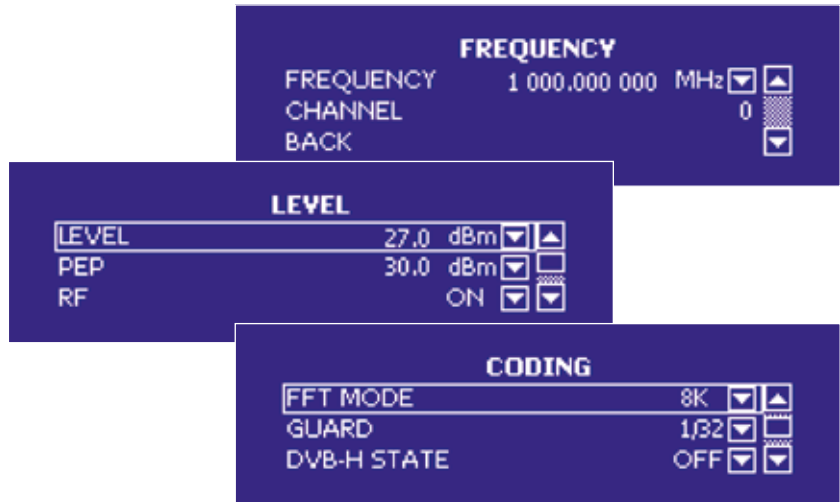 FREQUENCY
FREQUENCY 1 000.000 000 MHz
CHANNEL 0
BACK
LEVEL
LEVEL 27.0 dBm
PEP 30.0 dBm
RF ON
CODING
FFT MODE 8K
GUARD 1/32
DVB-H STATE OFF